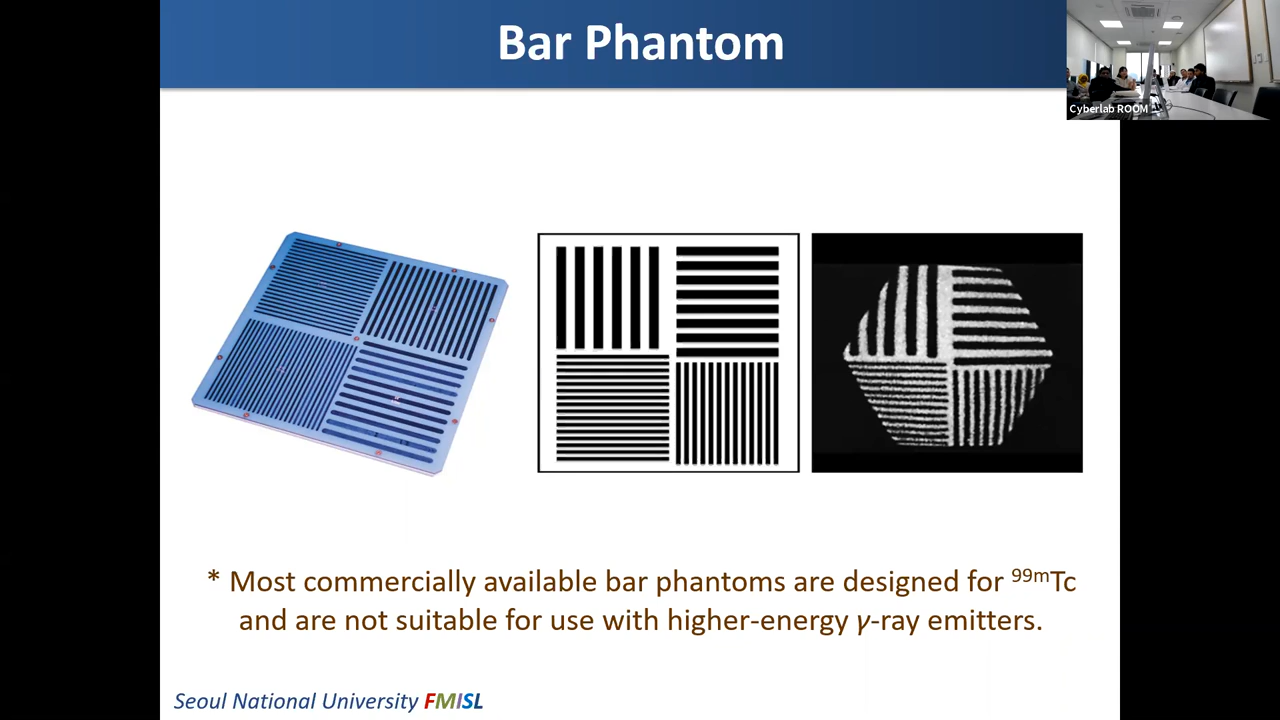 Bar Phantom
Cyberlab ROOM
* Most commercially available bar phantoms are designed for ⁹⁹ᵐTc
and are not suitable for use with higher-energy γ-ray emitters.
Seoul National University FMISL